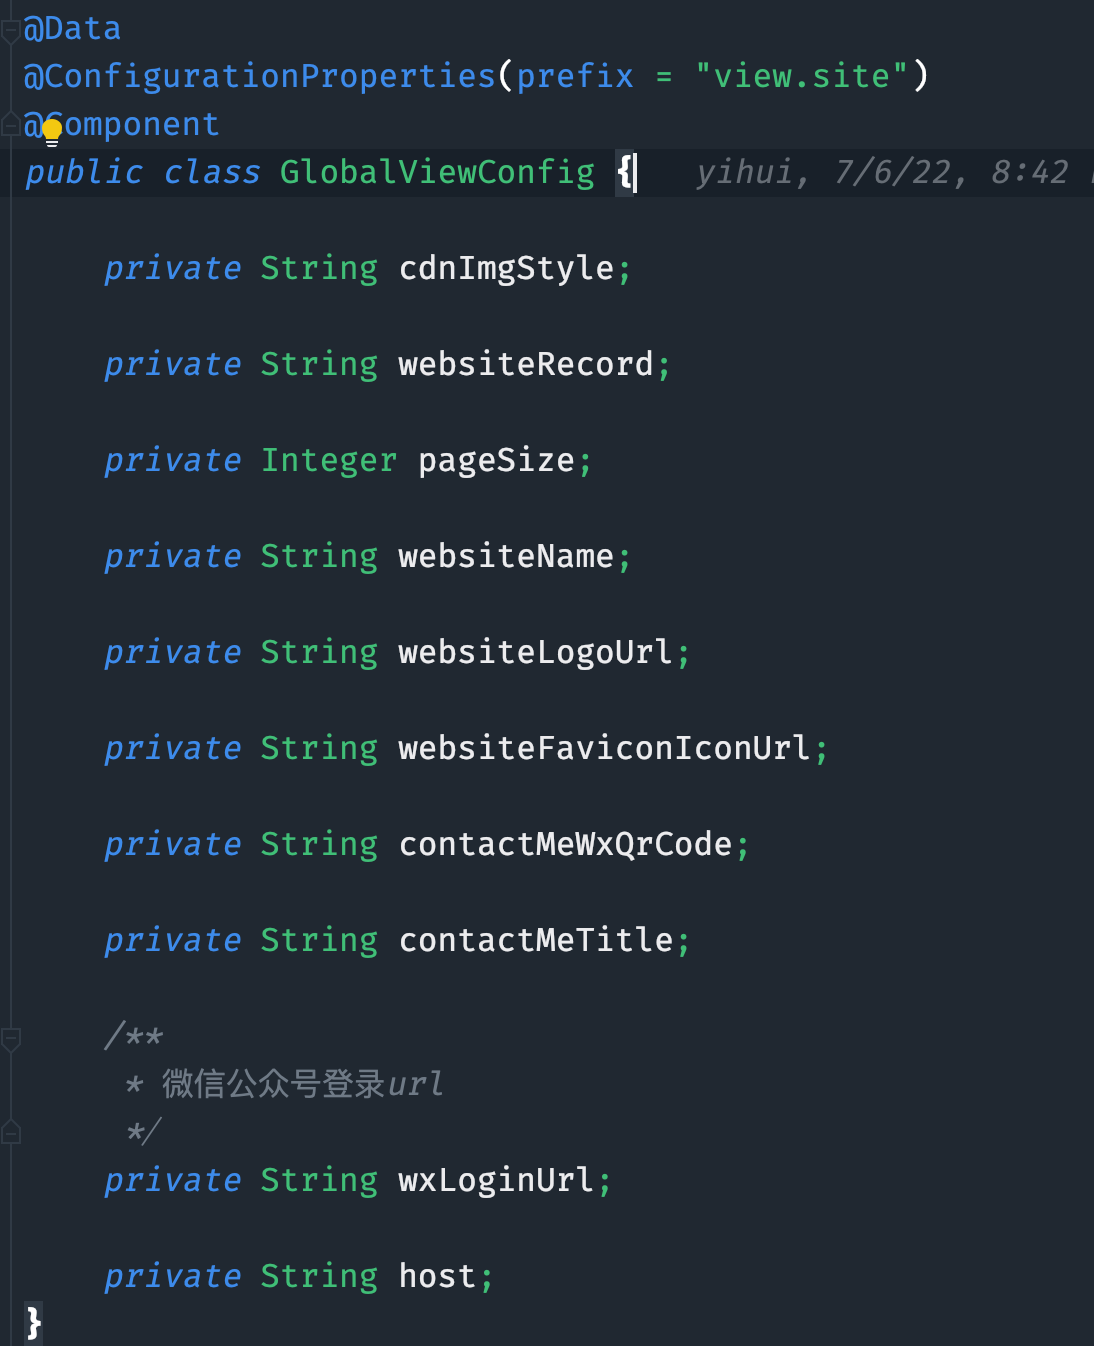 @Data
@ConfigurationProperties(prefix = "view.site")
@Component
public class GlobalViewConfig {    yihui, 7/6/22, 8:42
private String cdnImgStyle;
private String websiteRecord;
private Integer pageSize;
private String websiteName;
private String websiteLogoUrl;
private String websiteFaviconIconUrl;
private String contactMeWxQrCode;
private String contactMeTitle;
/**
* 微信公众号登录url
*/
private String wxLoginUrl;
private String host;
}